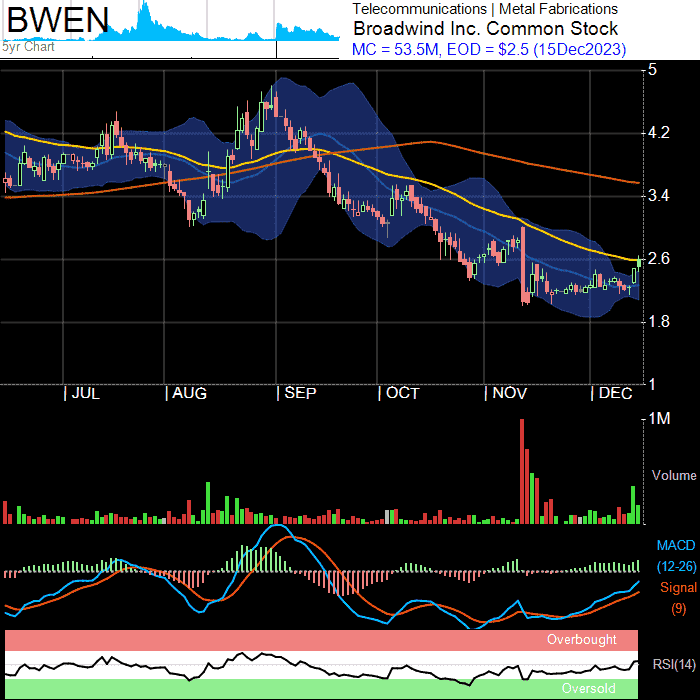 BWEN
5yr Chart
Telecommunications | Metal Fabrications
Broadwind Inc. Common Stock
MC = 53.5M, EOD = $2.5 (15Dec2023)
5
4.2
3.4
2.6
1.8
1
| JUL | AUG | SEP | OCT | NOV | DEC
1M
Volume
MACD
(12-26)
Signal
(9)
Overbought
RSI(14)
Oversold